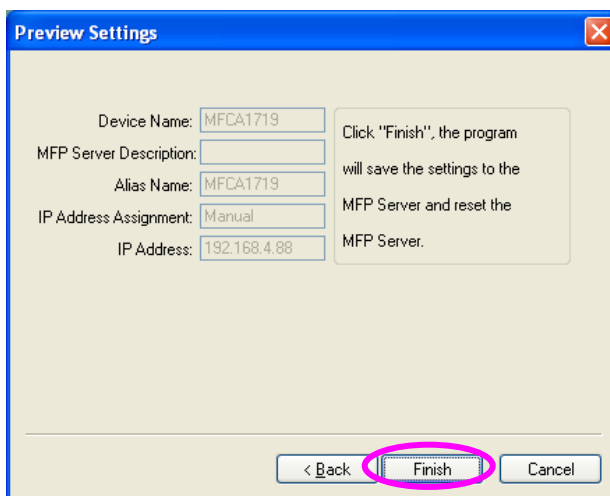 Preview Settings
Device Name: MFCA1719
MFP Server Description:
Alias Name: MFCA1719
IP Address Assignment: Manual
IP Address: 192.168.4.88
Click "Finish", the program
will save the settings to the
MFP Server and reset the
MFP Server.
< Back
Finish
Cancel